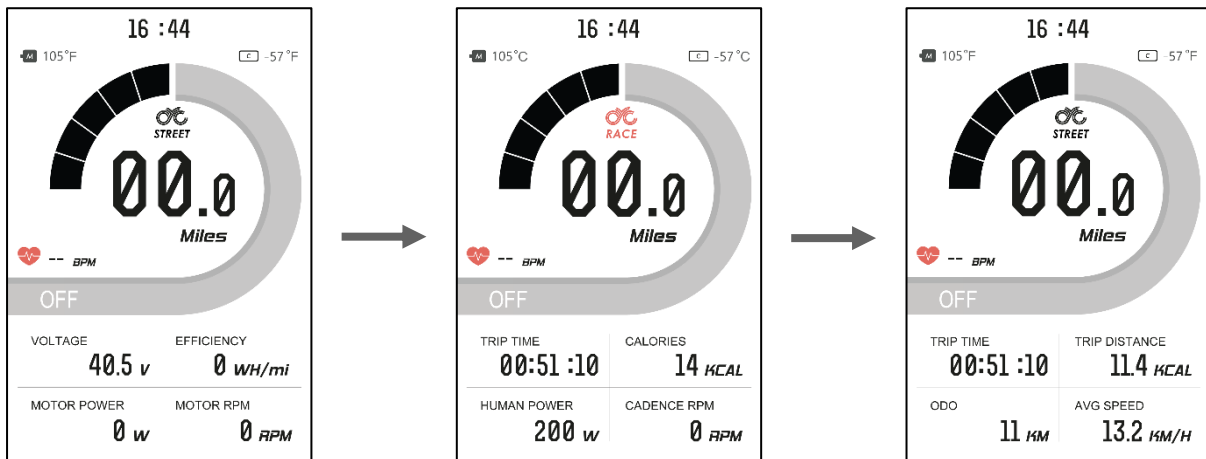 16 :44
M 105°F
C -57°F
STREET
00.0
Miles
-- BPM
OFF
VOLTAGE
40.5 V
EFFICIENCY
0 WH/mi
MOTOR POWER
0 W
MOTOR RPM
0 RPM
16 :44
M 105°C
C -57°C
RACE
00.0
Miles
-- BPM
OFF
TRIP TIME
00:51 :10
CALORIES
14 KCAL
HUMAN POWER
200 W
CADENCE RPM
0 RPM
16 :44
M 105°F
C -57°F
STREET
00.0
Miles
-- BPM
OFF
TRIP TIME
00:51 :10
TRIP DISTANCE
11.4 KCAL
ODO
11 KM
AVG SPEED
13.2 KM/H